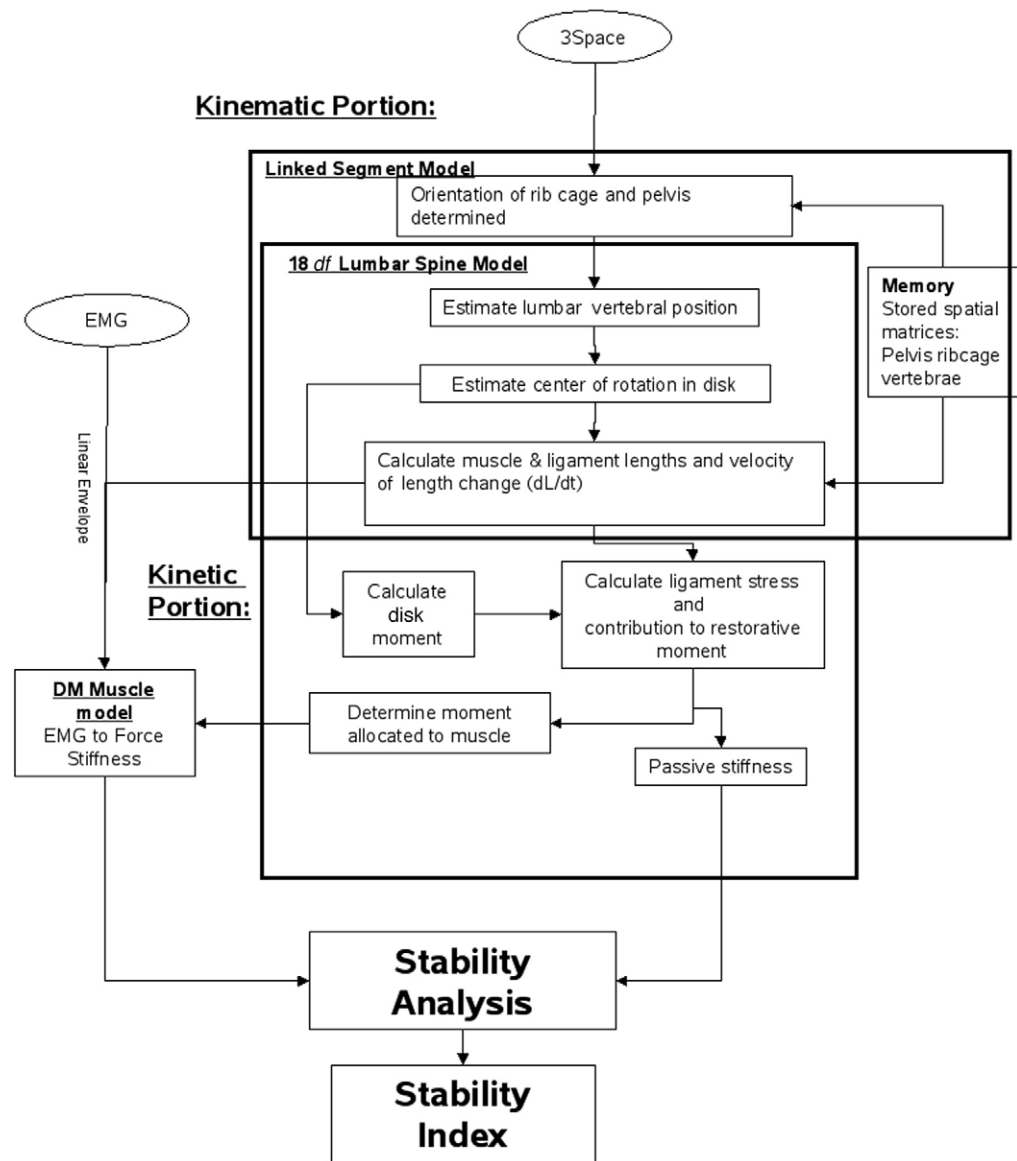 3Space
Kinematic Portion:
Linked Segment Model
Orientation of rib cage and pelvis
determined
18 df Lumbar Spine Model
Memory
Stored spatial
matrices:
Pelvis ribcage
vertebrae
Estimate lumbar vertebral position
EMG
Estimate center of rotation in disk
Linear Envelope
Calculate muscle & ligament lengths and velocity
of length change (dL/dt)
Kinetic
Portion:
Calculate
disk
moment
Calculate ligament stress
and
contribution to restorative
moment
DM Muscle
model
EMG to Force
Stiffness
Determine moment
allocated to muscle
Passive stiffness
Stability
Analysis
Stability
Index